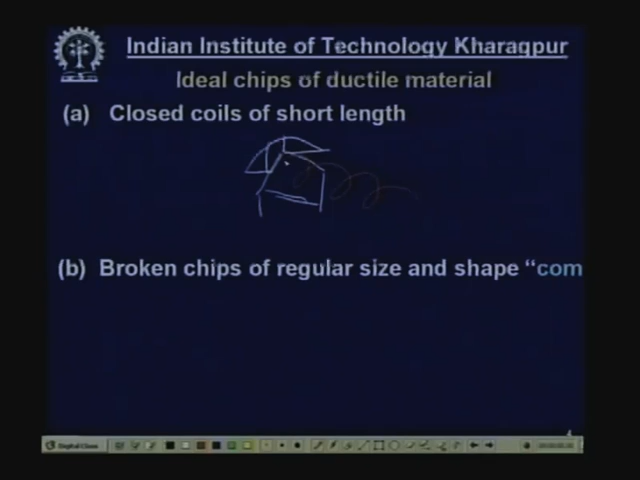 Indian Institute of Technology Kharagpur
Ideal chips of ductile material
(a) Closed coils of short length
(b) Broken chips of regular size and shape “com
4